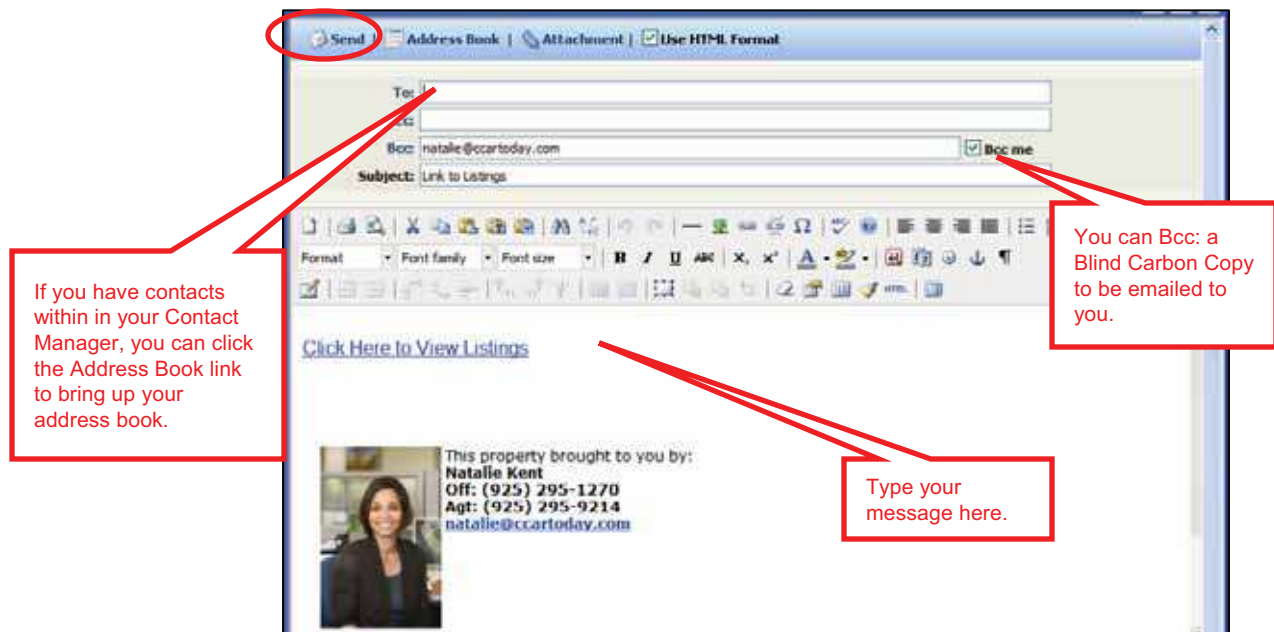 Send | Address Book | Attachment | Use HTML Format
To:
Bcc: natalie@ccartoday.com Bcc me
Subject: Link to Listings
Format Font family Font size B I U ABC x, x' A
HTML
If you have contacts
within in your Contact
Manager, you can click
the Address Book link
to bring up your
address book.
You can Bcc: a
Blind Carbon Copy
to be emailed to
you.
Click Here to View Listings
This property brought to you by:
Natalie Kent
Off: (925) 295-1270
Agt: (925) 295-9214
natalie@ccartoday.com
Type your
message here.